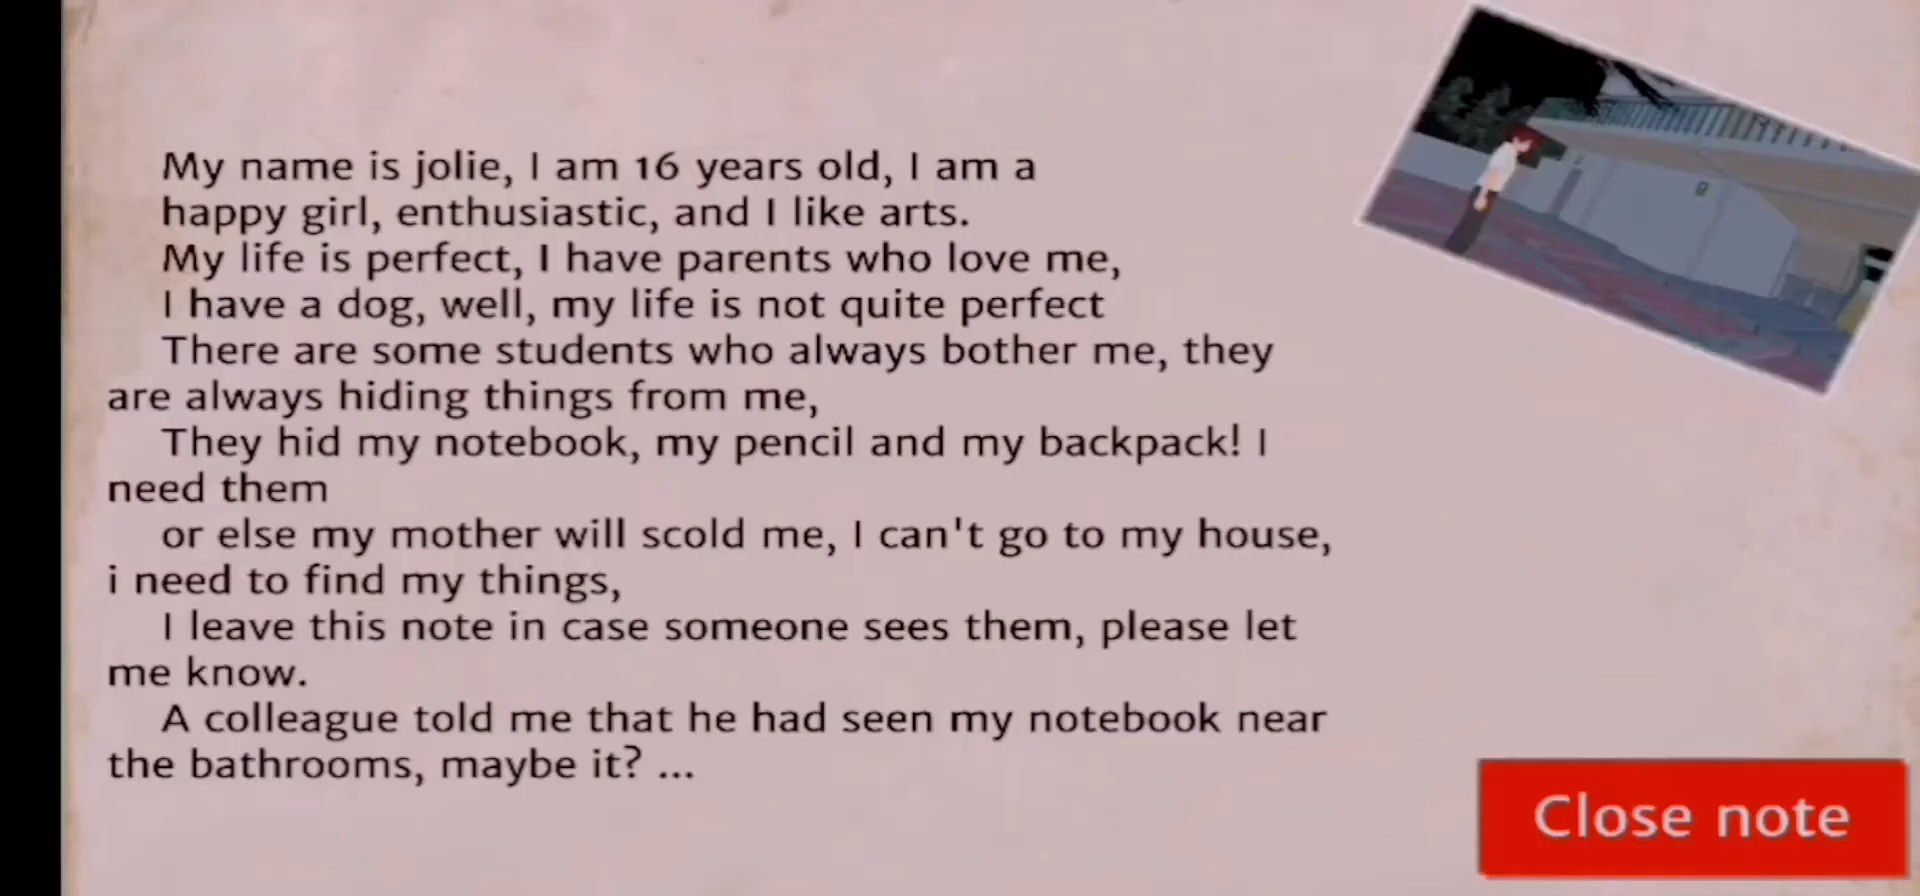 My name is jolie, I am 16 years old, I am a
happy girl, enthusiastic, and I like arts.
My life is perfect, I have parents who love me,
I have a dog, well, my life is not quite perfect
There are some students who always bother me, they
are always hiding things from me,
They hid my notebook, my pencil and my backpack! I
need them
or else my mother will scold me, I can't go to my house,
i need to find my things,
I leave this note in case someone sees them, please let
me know.
A colleague told me that he had seen my notebook near
the bathrooms, maybe it? ...
Close note